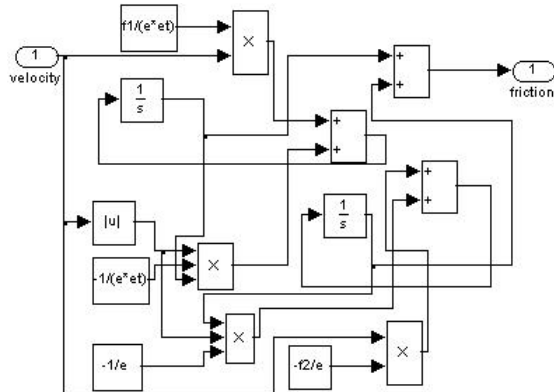 f1/(e*et)
×
1
velocity
+
+
1
friction
1
s
+
+
+
+
|u|
1
s
-1/(e*et)
×
×
-1/e
-f2/e
×